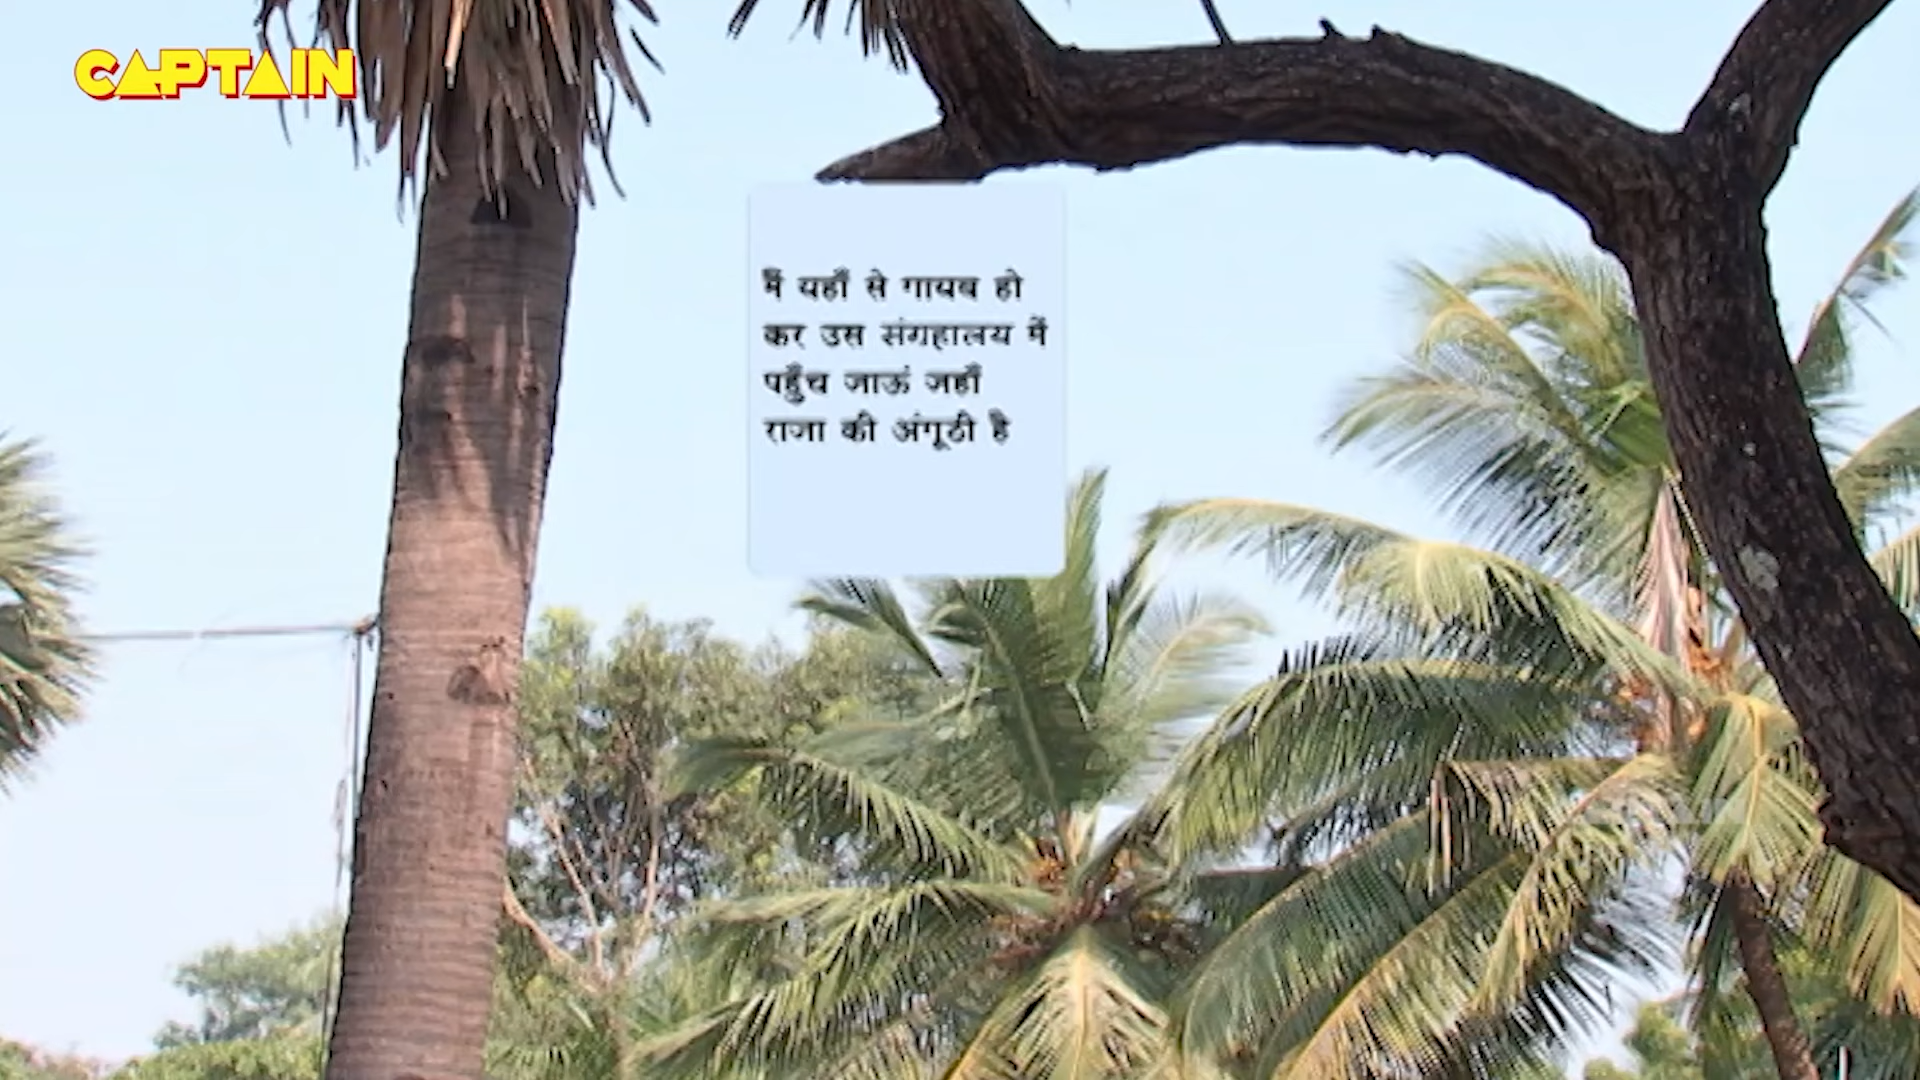 CAPTAIN
मैं यहाँ से गायब हो
कर उस संग्रहालय में
पहुँच जाऊं जहाँ
राजा की अंगूठी है